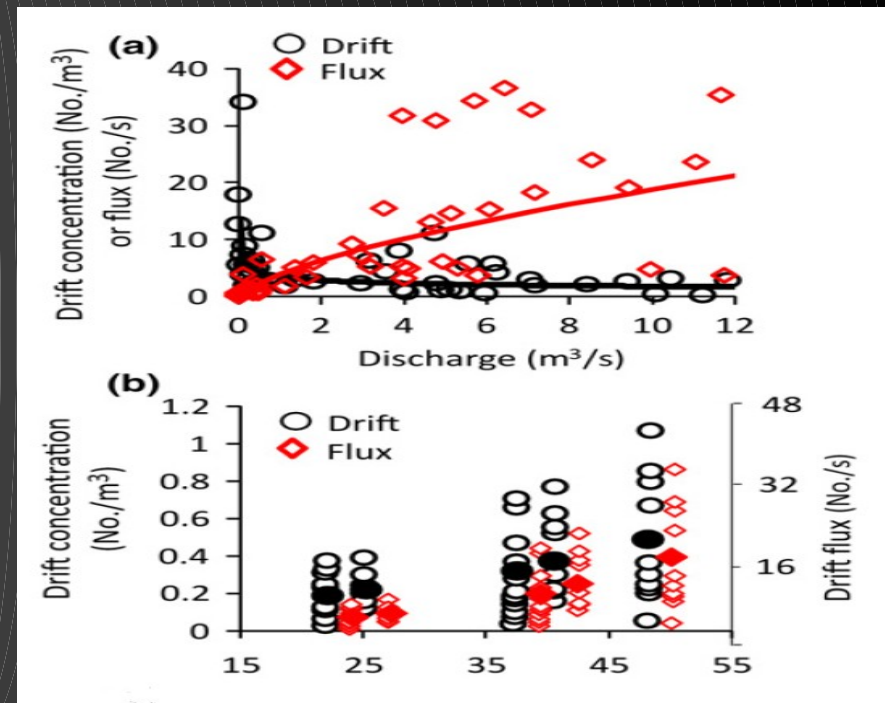 (a)
Drift
Flux
Drift concentration (No./m³)
or flux (No./s)
40
30
20
10
0
0 2 4 6 8 10 12
Discharge (m³/s)
(b)
Drift
Flux
Drift concentration
(No./m³)
1.2
1
0.8
0.6
0.4
0.2
0
48
32
16
Drift flux (No./s)
15 25 35 45 55